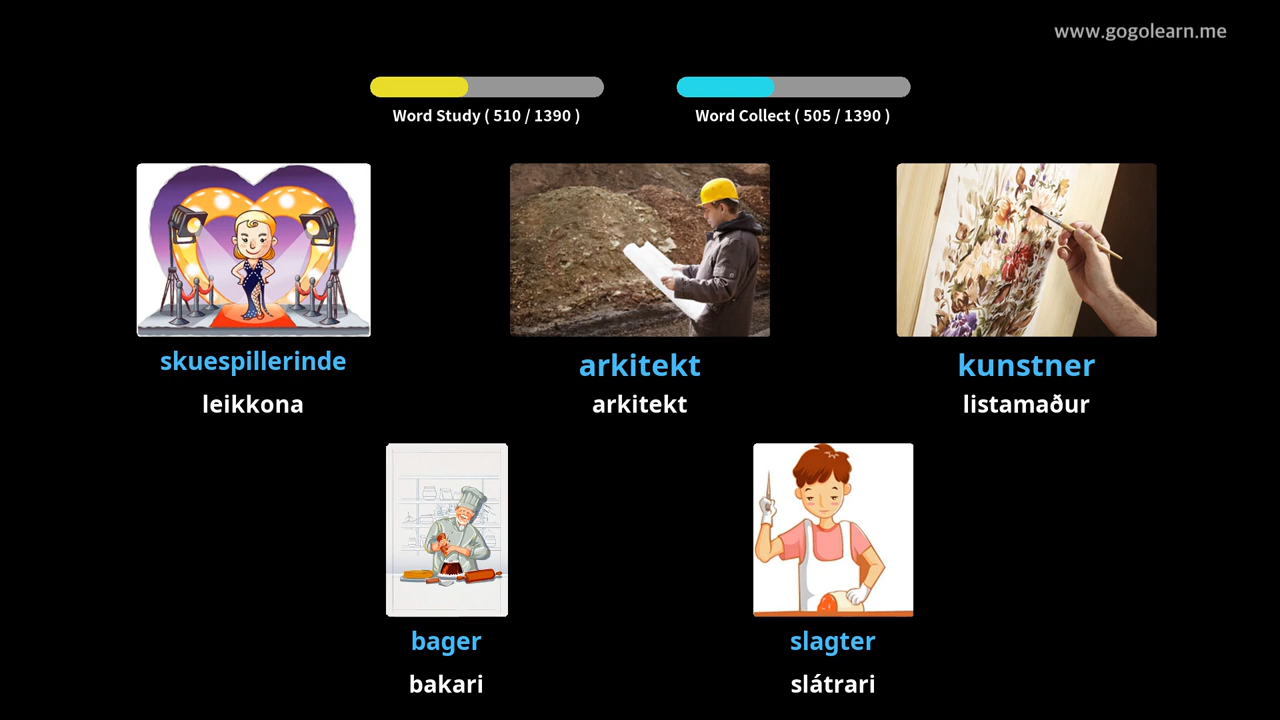 www.gogolearn.me
Word Study ( 510 / 1390 )
Word Collect ( 505 / 1390 )
skuespillerinde
leikkona
arkitekt
arkitekt
kunstner
listamaður
bager
bakari
slagter
slátrari